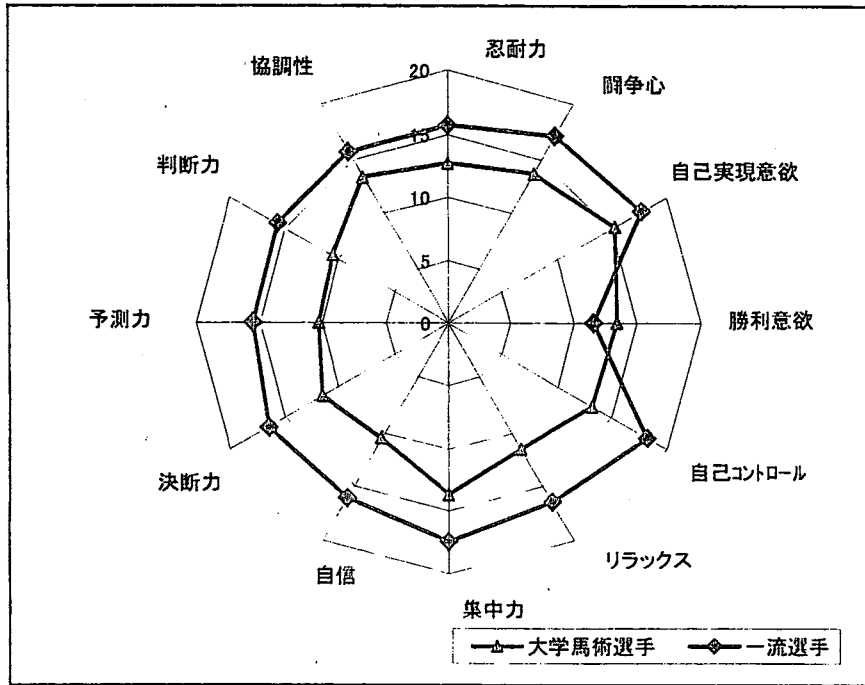 忍耐力
闘争心
自己実現意欲
勝利意欲
自己コントロール
リラックス
集中力
自信
決断力
予測力
判断力
協調性
20
15
10
5
0
大学馬術選手
一流選手